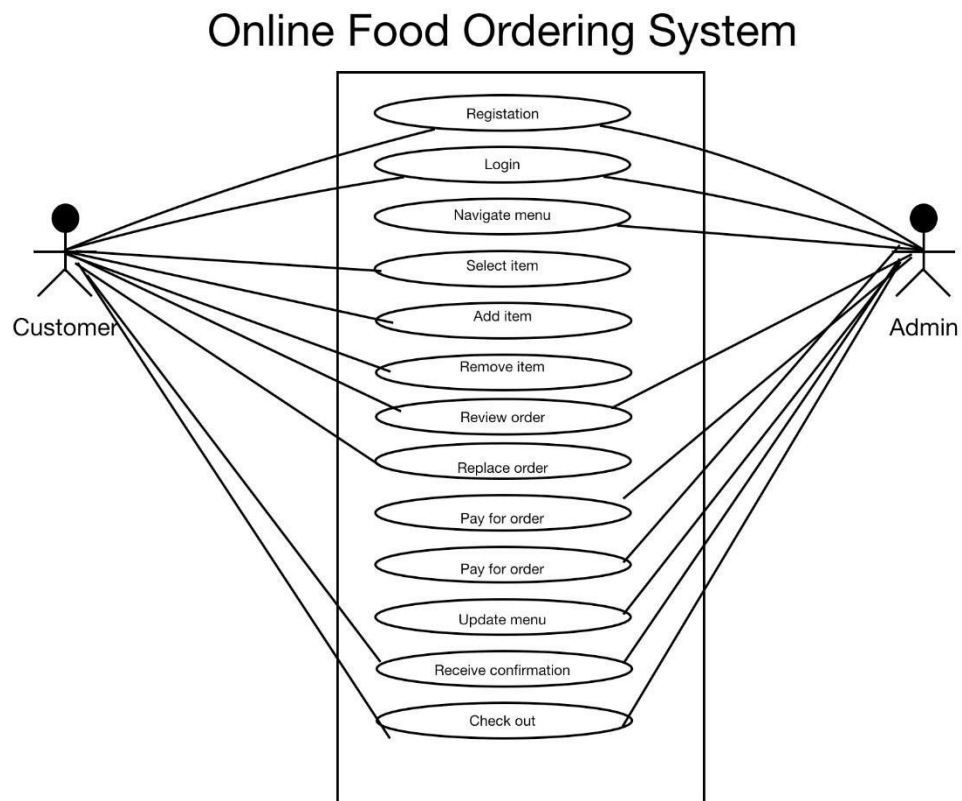 Online Food Ordering System
Registation
Login
Navigate menu
Select item
Add item
Remove item
Review order
Replace order
Pay for order
Pay for order
Update menu
Receive confirmation
Check out
Customer
Admin